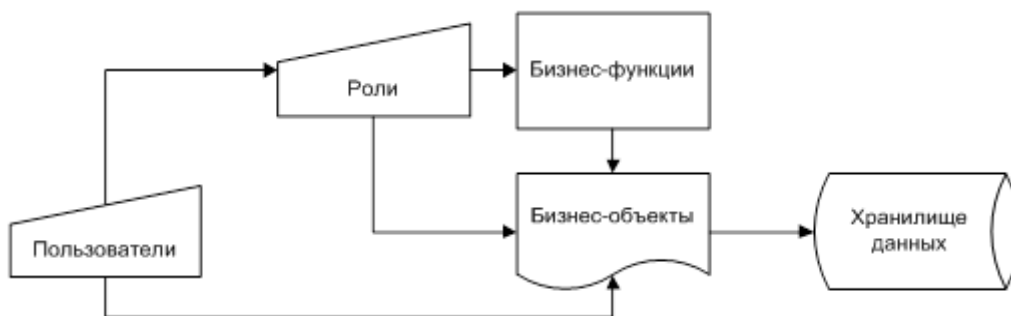 Роли
Бизнес-функции
Пользователи
Бизнес-объекты
Хранилище
данных